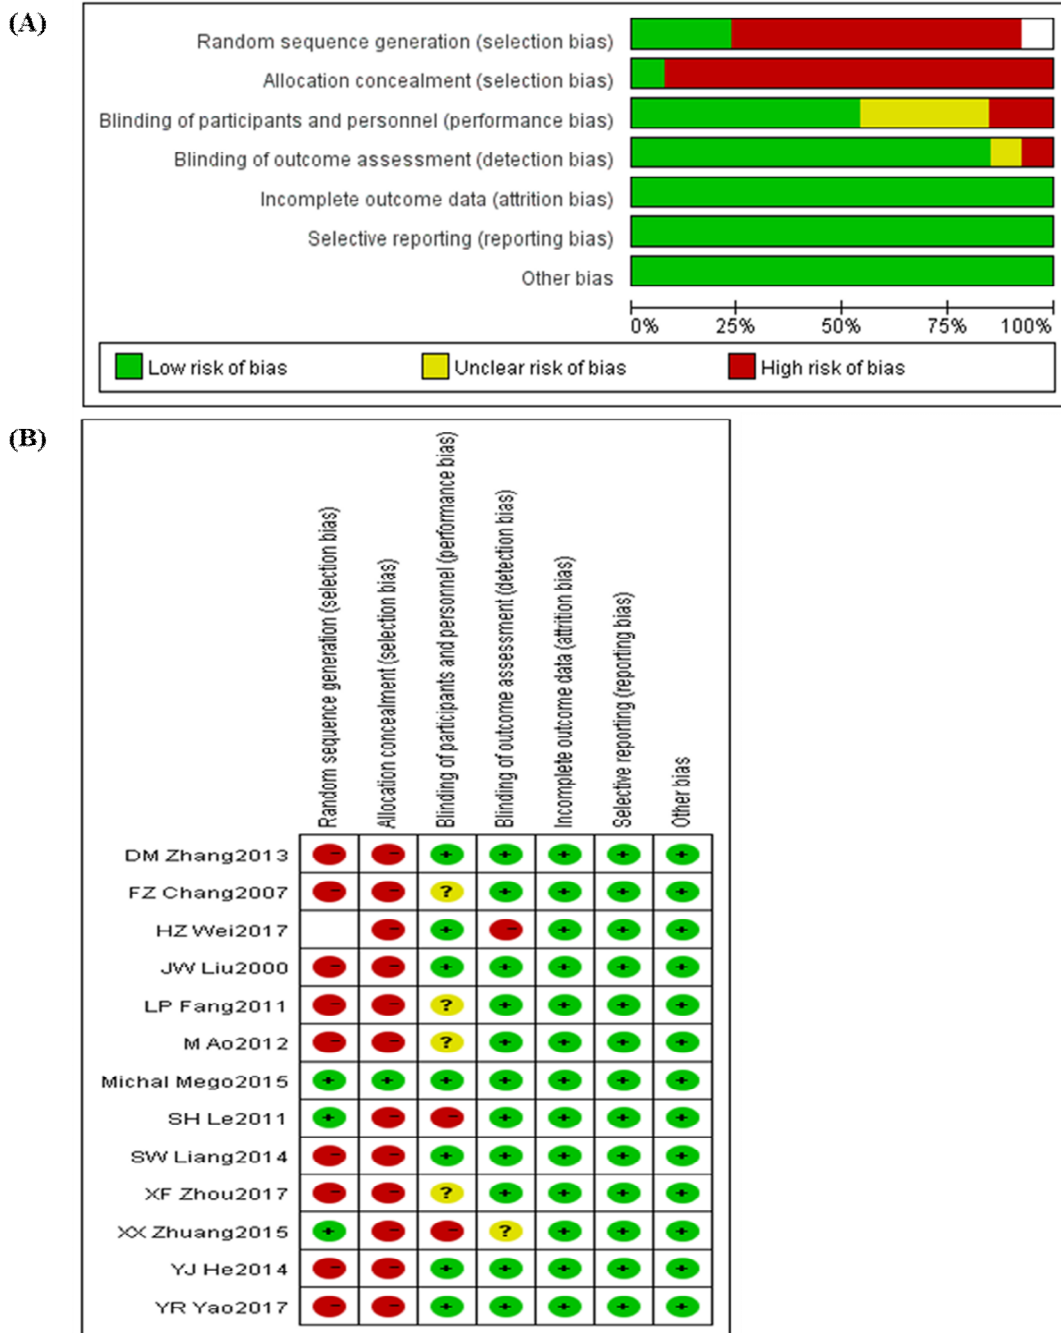 (A)
Random sequence generation (selection bias)
Allocation concealment (selection bias)
Blinding of participants and personnel (performance bias)
Blinding of outcome assessment (detection bias)
Incomplete outcome data (attrition bias)
Selective reporting (reporting bias)
Other bias
0% 25% 50% 75% 100%
Low risk of bias Unclear risk of bias High risk of bias
(B)
Random sequence generation (selection bias)
Allocation concealment (selection bias)
Blinding of participants and personnel (performance bias)
Blinding of outcome assessment (detection bias)
Incomplete outcome data (attrition bias)
Selective reporting (reporting bias)
Other bias
DM Zhang2013 - - + + + + +
FZ Chang2007 - - ? + + + +
HZ Wei2017 - + - + + +
JW Liu2000 - - + + + + +
LP Fang2011 - - ? + + + +
M Ao2012 - - ? + + + +
Michal Mego2015 + + + + + + +
SH Le2011 + - - + + + +
SW Liang2014 - - + + + + +
XF Zhou2017 - - ? + + + +
XX Zhuang2015 + - - ? + + +
YJ He2014 - - + + + + +
YR Yao2017 - - + + + + +